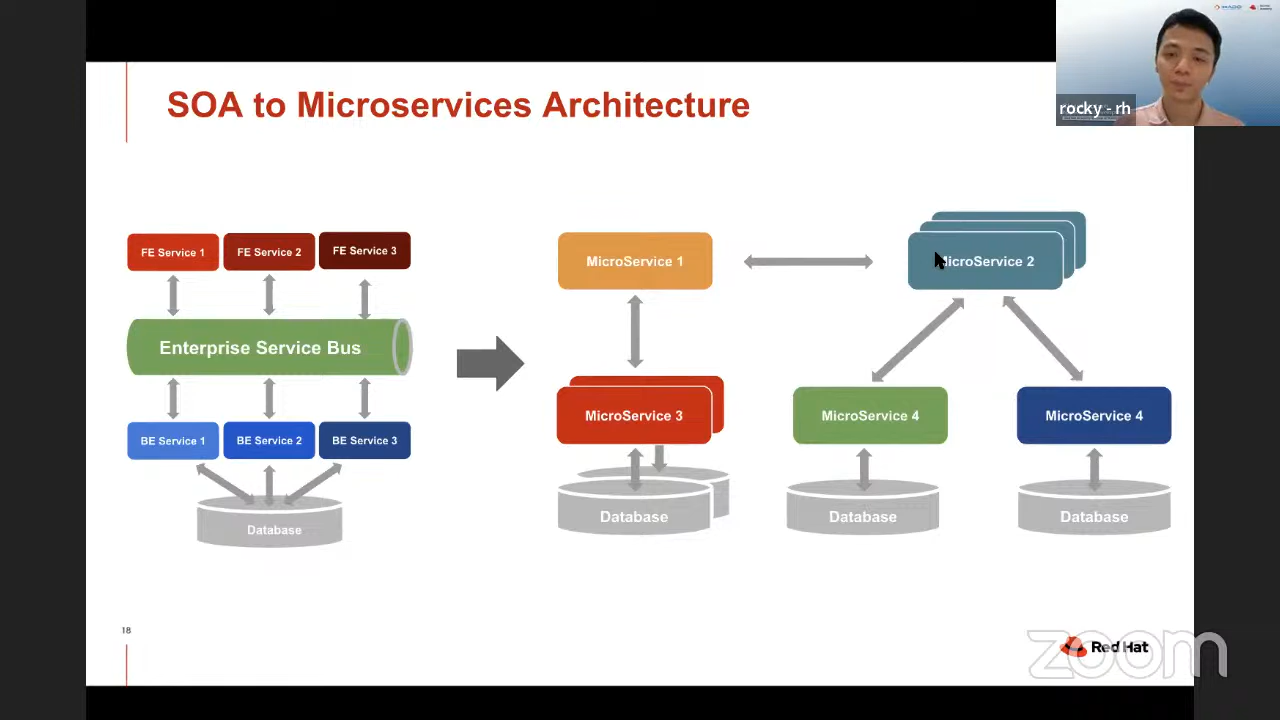 SOA to Microservices Architecture
rocky - rh
FE Service 1
FE Service 2
FE Service 3
MicroService 1
MicroService 2
Enterprise Service Bus
MicroService 3
MicroService 4
MicroService 4
BE Service 1
BE Service 2
BE Service 3
Database
Database
Database
Database
18
Red Hat
zoom